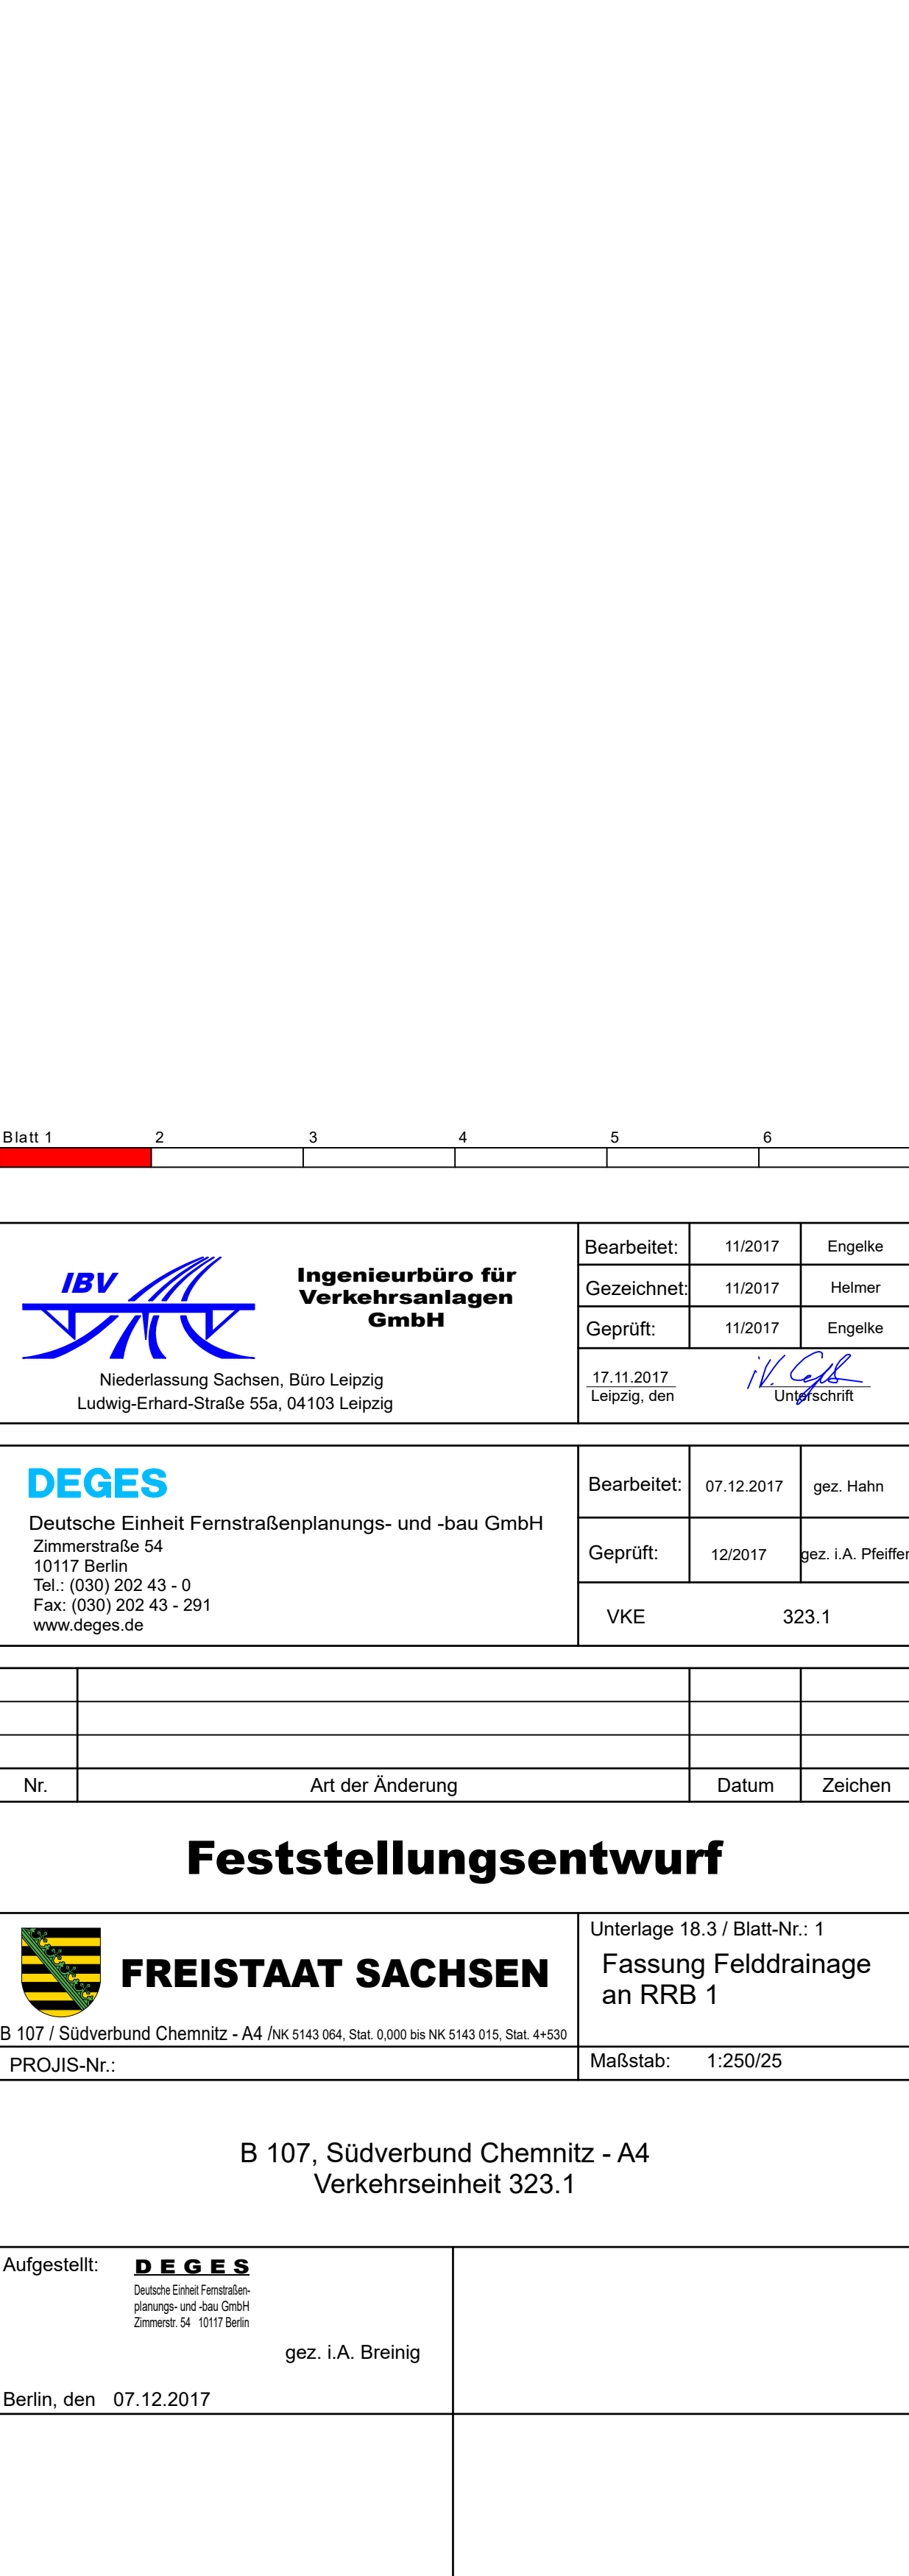 Blatt 1 2 3 4 5 6
IBV
Ingenieurbüro für
Verkehrsanlagen
GmbH
Niederlassung Sachsen, Büro Leipzig
Ludwig-Erhard-Straße 55a, 04103 Leipzig
Bearbeitet: 11/2017 Engelke
Gezeichnet: 11/2017 Helmer
Geprüft: 11/2017 Engelke
17.11.2017
Leipzig, den Unterschrift
DEGES
Deutsche Einheit Fernstraßenplanungs- und -bau GmbH
Zimmerstraße 54
10117 Berlin
Tel.: (030) 202 43 - 0
Fax: (030) 202 43 - 291
www.deges.de
Bearbeitet: 07.12.2017 gez. Hahn
Geprüft: 12/2017 gez. i.A. Pfeiffer
VKE 323.1
Nr. Art der Änderung Datum Zeichen
Feststellungsentwurf
FREISTAAT SACHSEN
B 107 / Südverbund Chemnitz - A4 /NK 5143 064, Stat. 0,000 bis NK 5143 015, Stat. 4+530
PROJIS-Nr.:
Unterlage 18.3 / Blatt-Nr.: 1
Fassung Felddrainage
an RRB 1
Maßstab: 1:250/25
B 107, Südverbund Chemnitz - A4
Verkehrseinheit 323.1
Aufgestellt:
DEGES
Deutsche Einheit Fernstraßen-
planungs- und -bau GmbH
Zimmerstr. 54 10117 Berlin
gez. i.A. Breinig
Berlin, den 07.12.2017